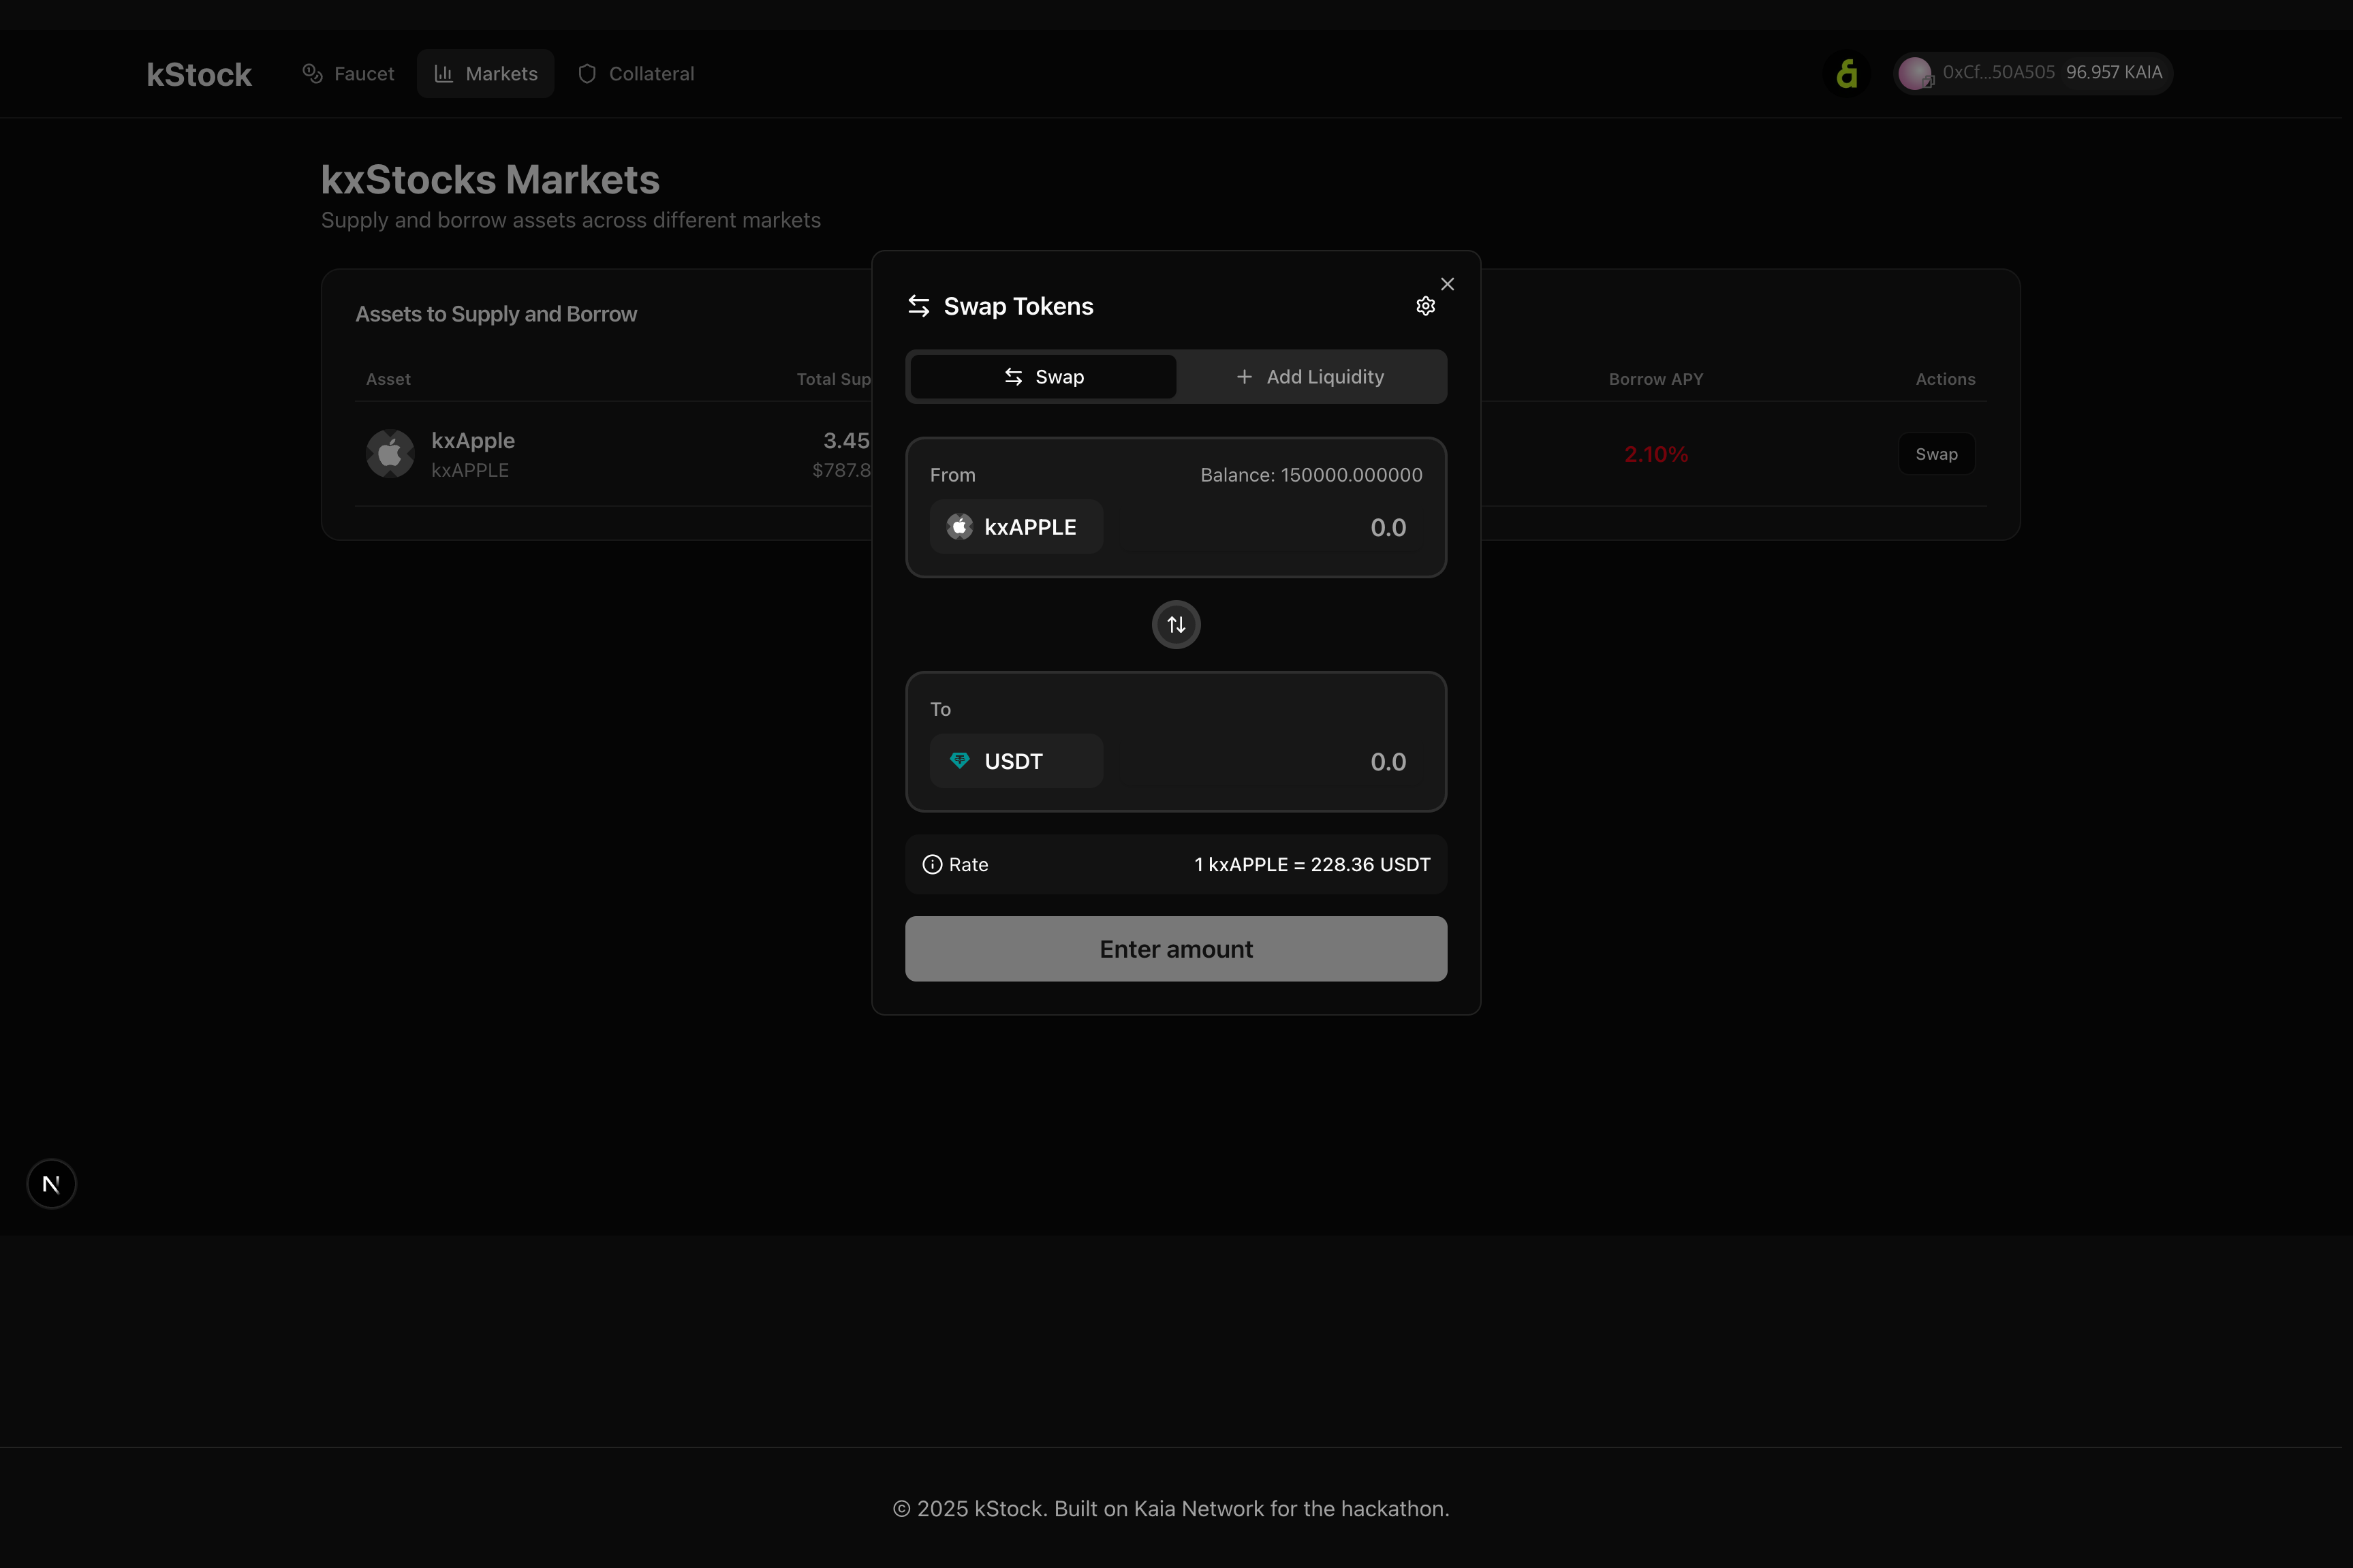 kStock
Faucet
Markets
Collateral
0xCf...50A505 96.957 KAIA
kxStocks Markets
Supply and borrow assets across different markets
Assets to Supply and Borrow
Asset
Total Sup
Borrow APY
Actions
kxApple
kxAPPLE
3.45
$787.8
2.10%
Swap
Swap Tokens
Swap
Add Liquidity
From
Balance: 150000.000000
kxAPPLE
0.0
To
USDT
0.0
Rate
1 kxAPPLE = 228.36 USDT
Enter amount
N
© 2025 kStock. Built on Kaia Network for the hackathon.